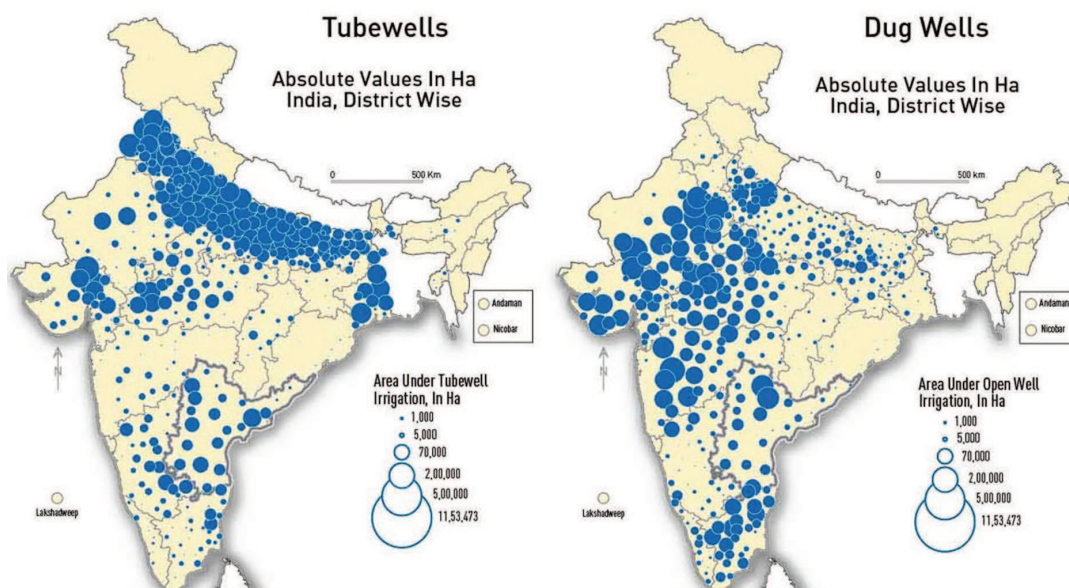 Tubewells
Absolute Values In Ha
India, District Wise
0 500 Km
Andaman
Nicobar
N
Area Under Tubewell
Irrigation, In Ha
1,000
5,000
70,000
2,00,000
5,00,000
11,53,473
Lakshadweep
Dug Wells
Absolute Values In Ha
India, District Wise
0 500 Km
Andaman
Nicobar
N
Area Under Open Well
Irrigation, In Ha
1,000
5,000
70,000
2,00,000
5,00,000
11,53,473
Lakshadweep